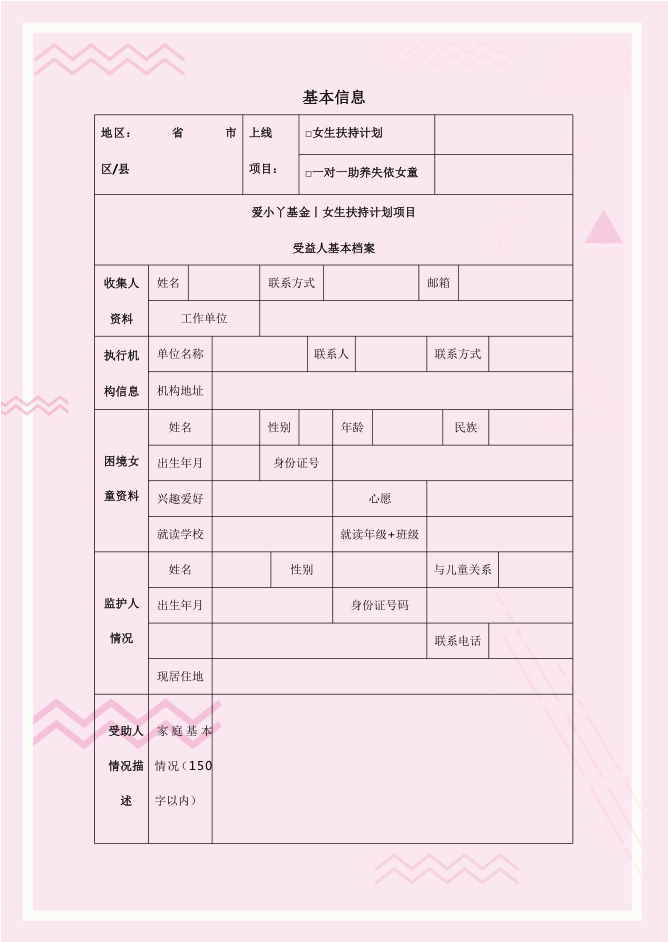 基本信息
地区： 省 市 上线 □女生扶持计划
区/县 项目： □一对一助养失依女童
爱小丫基金丨女生扶持计划项目
受益人基本档案
收集人 姓名 联系方式 邮箱
资料 工作单位
执行机 单位名称 联系人 联系方式
构信息 机构地址
姓名 性别 年龄 民族
困境女 出生年月 身份证号
童资料 兴趣爱好 心愿
就读学校 就读年级+班级
姓名 性别 与儿童关系
监护人 出生年月 身份证号码
情况 联系电话
现居住地
受助人 家庭基本
情况描 情况（150
述 字以内）